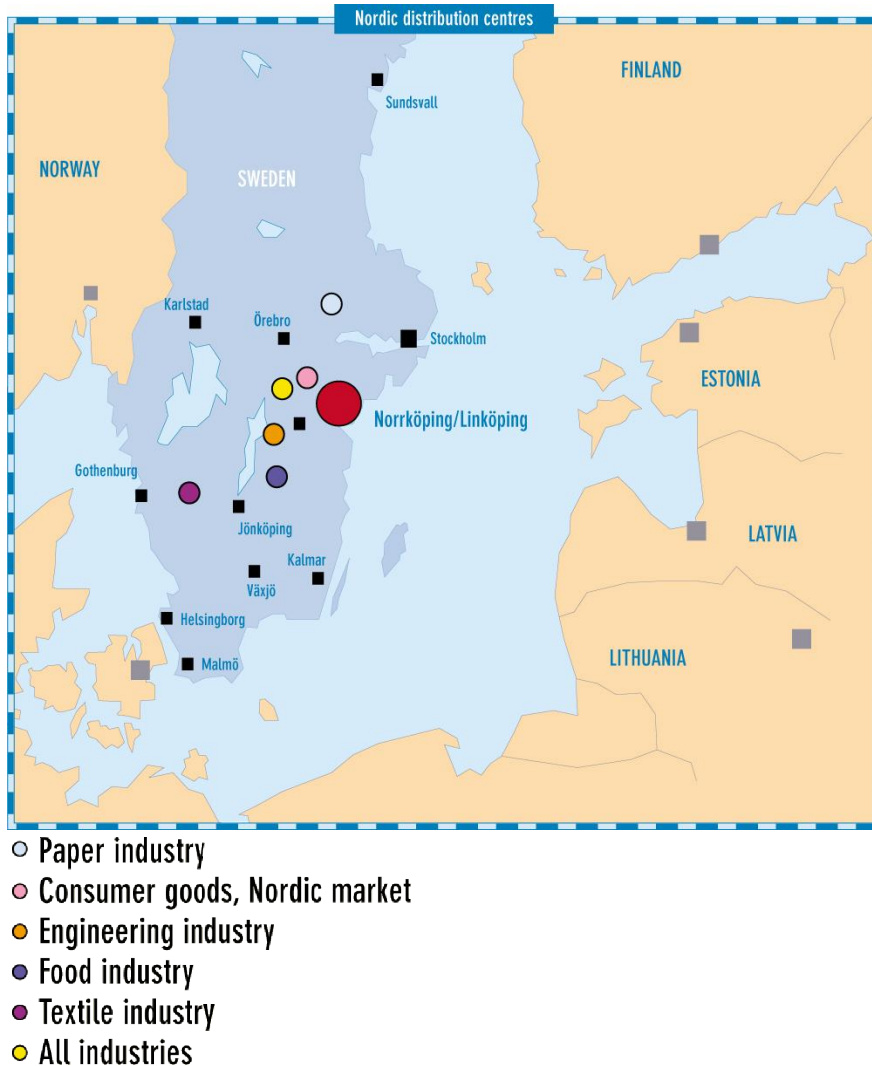 Nordic distribution centres
FINLAND
Sundsvall
NORWAY
SWEDEN
Karlstad
Örebro
Stockholm
ESTONIA
Norrköping/Linköping
Gothenburg
Jönköping
LATVIA
Kalmar
Växjö
Helsingborg
LITHUANIA
Malmö
Paper industry
Consumer goods, Nordic market
Engineering industry
Food industry
Textile industry
All industries